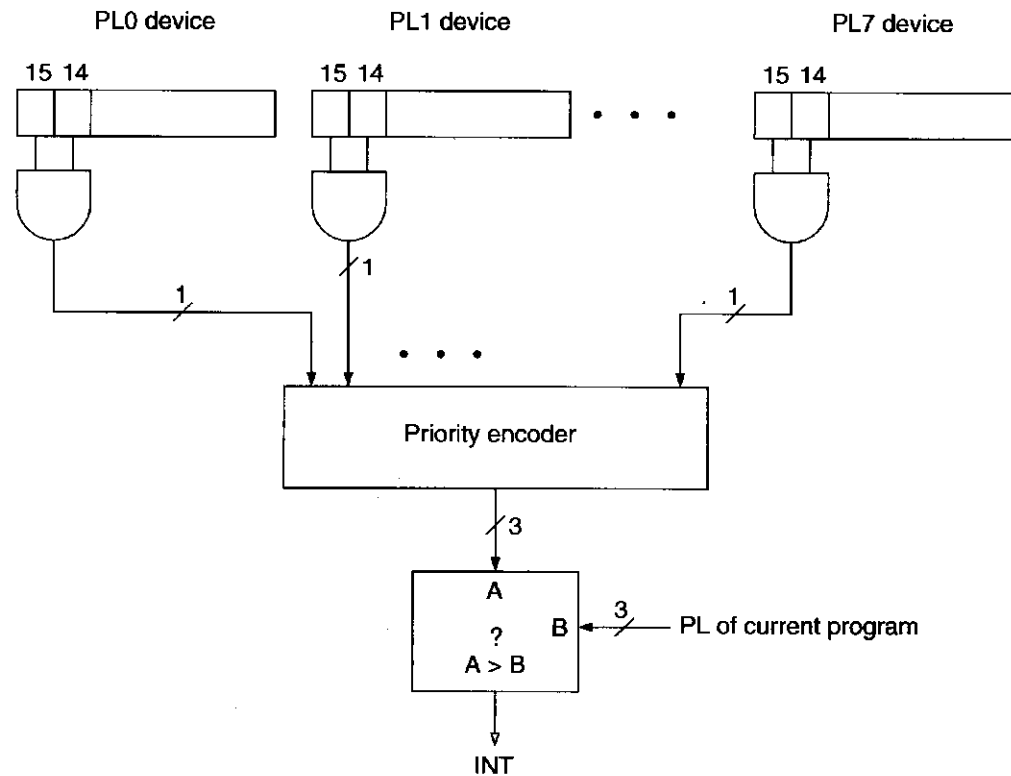 PL0 device PL1 device PL7 device
15 14 15 14 15 14
1
1 1
Priority encoder
3
A
3
B PL of current program
?
A > B
INT